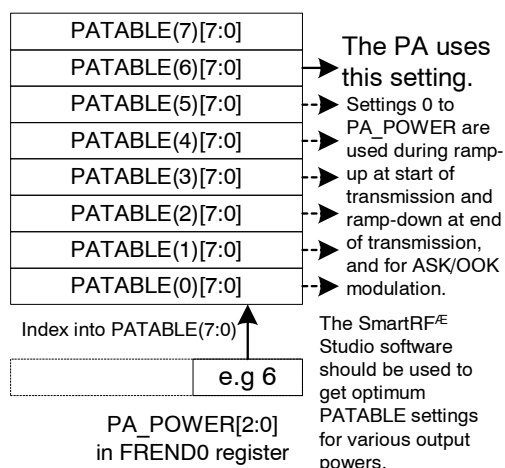 PATABLE(7)[7:0]
PATABLE(6)[7:0]
PATABLE(5)[7:0]
PATABLE(4)[7:0]
PATABLE(3)[7:0]
PATABLE(2)[7:0]
PATABLE(1)[7:0]
PATABLE(0)[7:0]
The PA uses
this setting.
Settings 0 to
PA_POWER are
used during ramp-
up at start of
transmission and
ramp-down at end
of transmission,
and for ASK/OOK
modulation.
Index into PATABLE(7:0)
e.g 6
PA_POWER[2:0]
in FREND0 register
The SmartRF Æ
Studio software
should be used to
get optimum
PATABLE settings
for various output
powers.